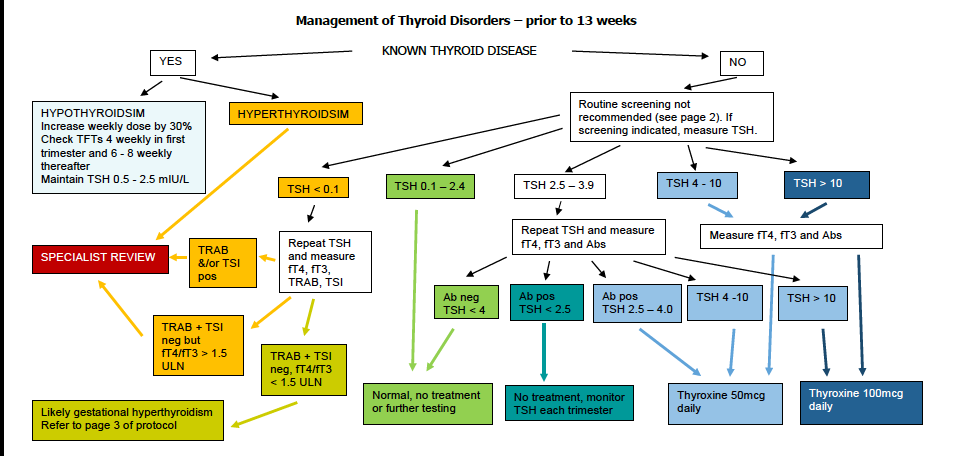 Management of Thyroid Disorders – prior to 13 weeks
KNOWN THYROID DISEASE
YES
NO
HYPOTHYROIDSIM
Increase weekly dose by 30%
Check TFTs 4 weekly in first
trimester and 6 - 8 weekly
thereafter
Maintain TSH 0.5 - 2.5 mIU/L
HYPERTHYROIDSIM
Routine screening not
recommended (see page 2). If
screening indicated, measure TSH.
TSH < 0.1
TSH 0.1 – 2.4
TSH 2.5 – 3.9
TSH 4 - 10
TSH > 10
SPECIALIST REVIEW
TRAB
&/or TSI
pos
Repeat TSH
and measure
fT4, fT3,
TRAB, TSI
Repeat TSH and measure
fT4, fT3 and Abs
Measure fT4, fT3 and Abs
Ab neg
TSH < 4
Ab pos
TSH < 2.5
Ab pos
TSH 2.5 – 4.0
TSH 4 -10
TSH > 10
TRAB + TSI
neg but
fT4/fT3 > 1.5
ULN
TRAB + TSI
neg, fT4/fT3
< 1.5 ULN
Likely gestational hyperthyroidism
Refer to page 3 of protocol
Normal, no treatment
or further testing
No treatment, monitor
TSH each trimester
Thyroxine 50mcg
daily
Thyroxine 100mcg
daily